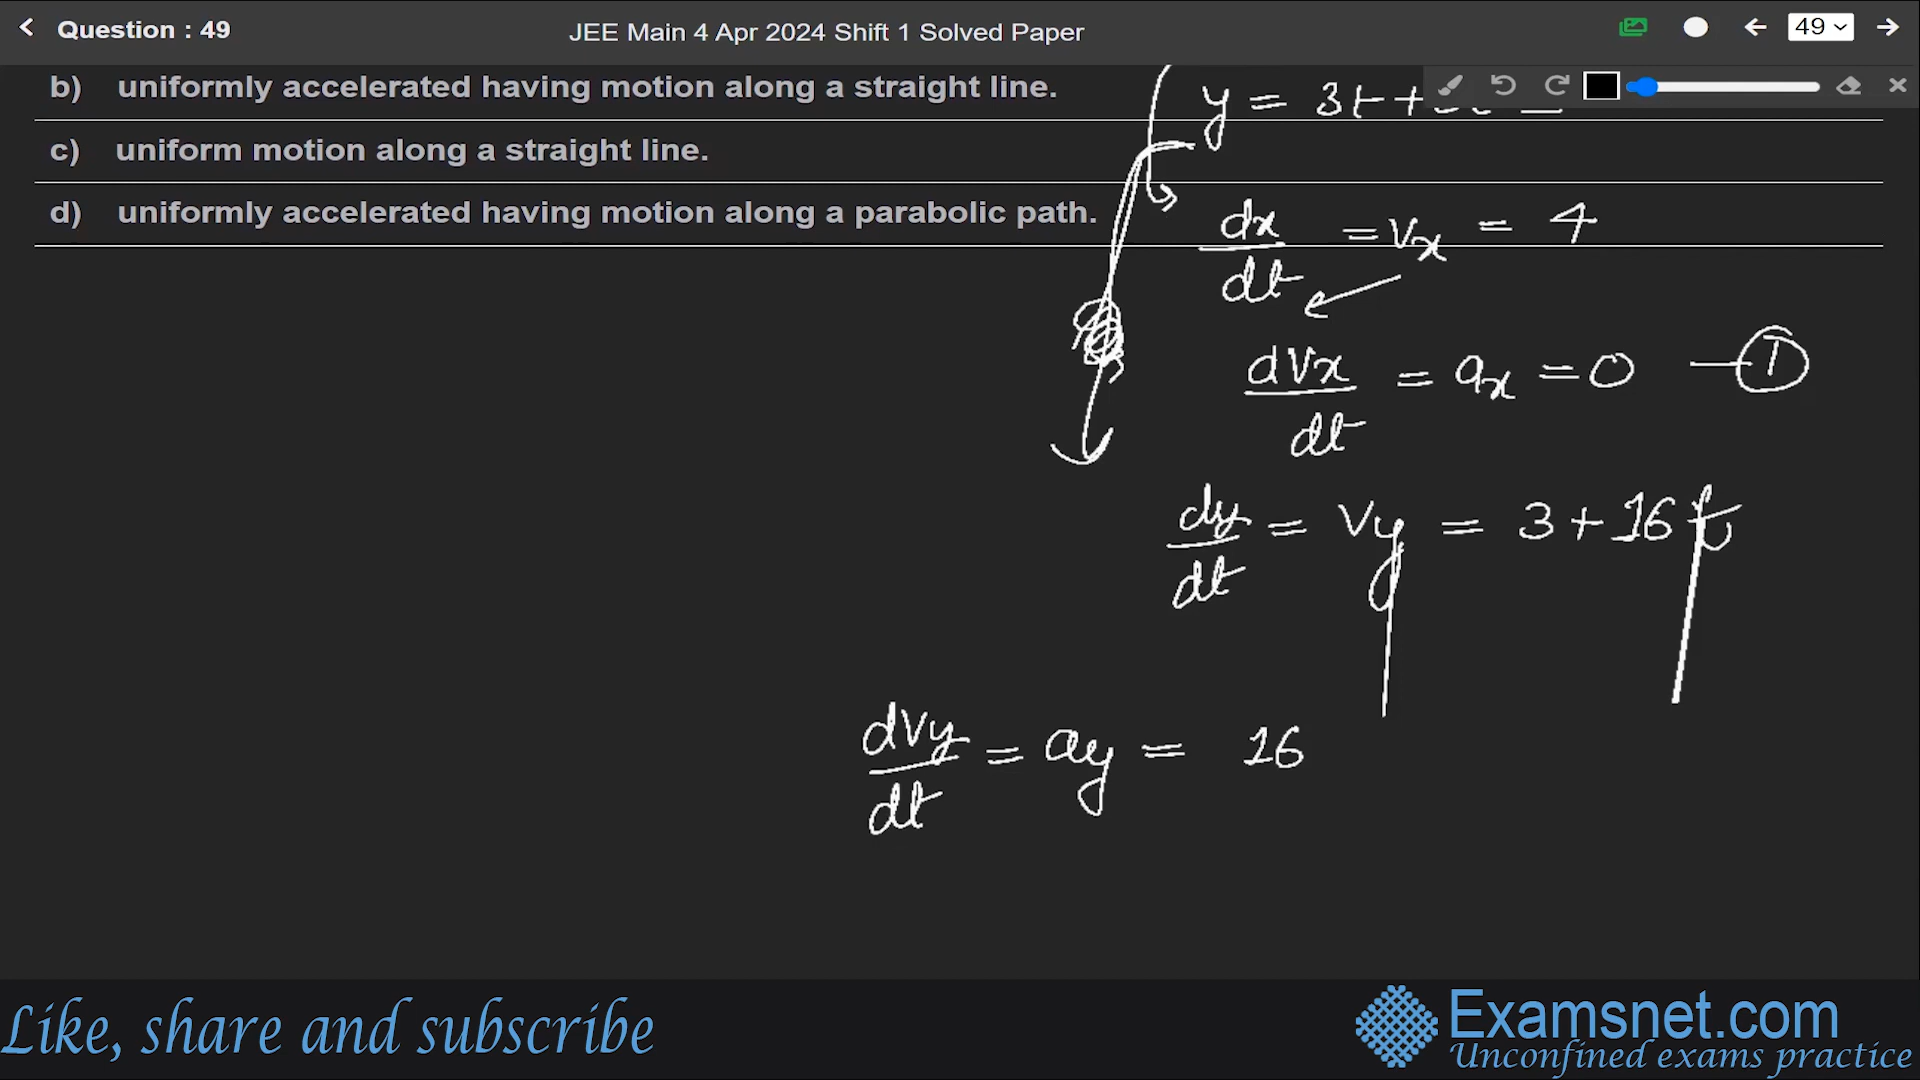 Question : 49
JEE Main 4 Apr 2024 Shift 1 Solved Paper
49
b) uniformly accelerated having motion along a straight line.
c) uniform motion along a straight line.
d) uniformly accelerated having motion along a parabolic path.
y = 3t +
dx/dt = vx = 4
dVx/dt = ax = 0 — ①
dy/dt = Vy = 3 + 16t
dVy/dt = ay = 16
Like, share and subscribe
Examsnet.com
Unconfined exams practice